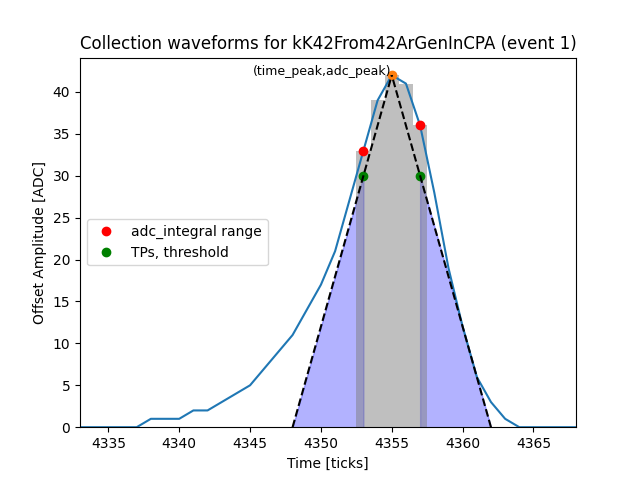 Collection waveforms for kK42From42ArGenInCPA (event 1)
(time_peak,adc_peak)
40
35
30
25
20
15
10
5
0
Offset Amplitude [ADC]
adc_integral range
TPs, threshold
4335 4340 4345 4350 4355 4360 4365
Time [ticks]